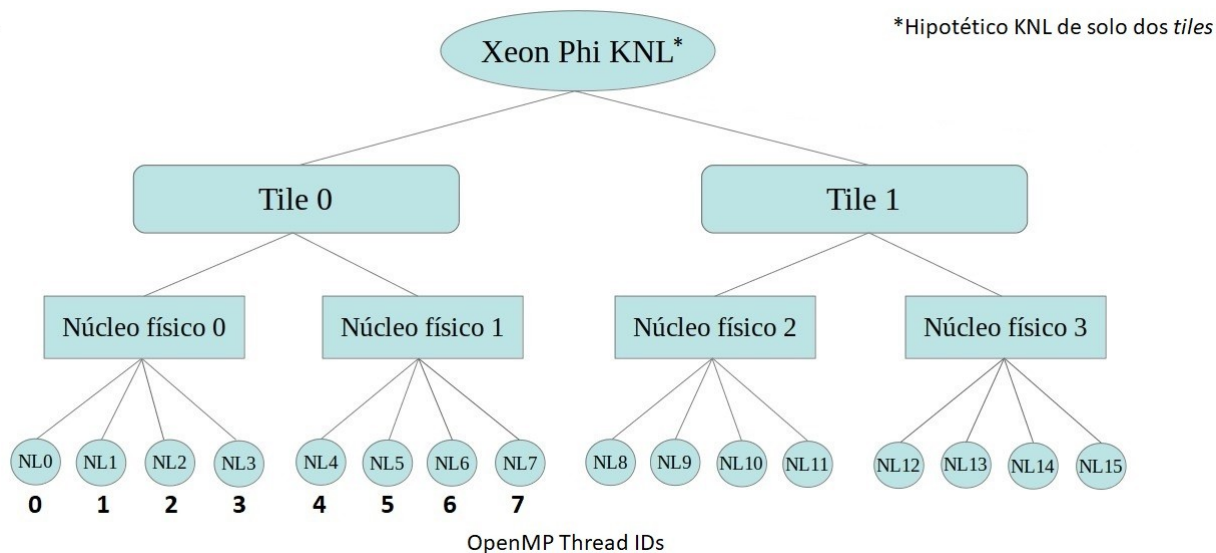 Xeon Phi KNL*
*Hipotético KNL de solo dos tiles
Tile 0
Tile 1
Núcleo físico 0
Núcleo físico 1
Núcleo físico 2
Núcleo físico 3
NL0 NL1 NL2 NL3 NL4 NL5 NL6 NL7 NL8 NL9 NL10 NL11 NL12 NL13 NL14 NL15
0 1 2 3 4 5 6 7
OpenMP Thread IDs